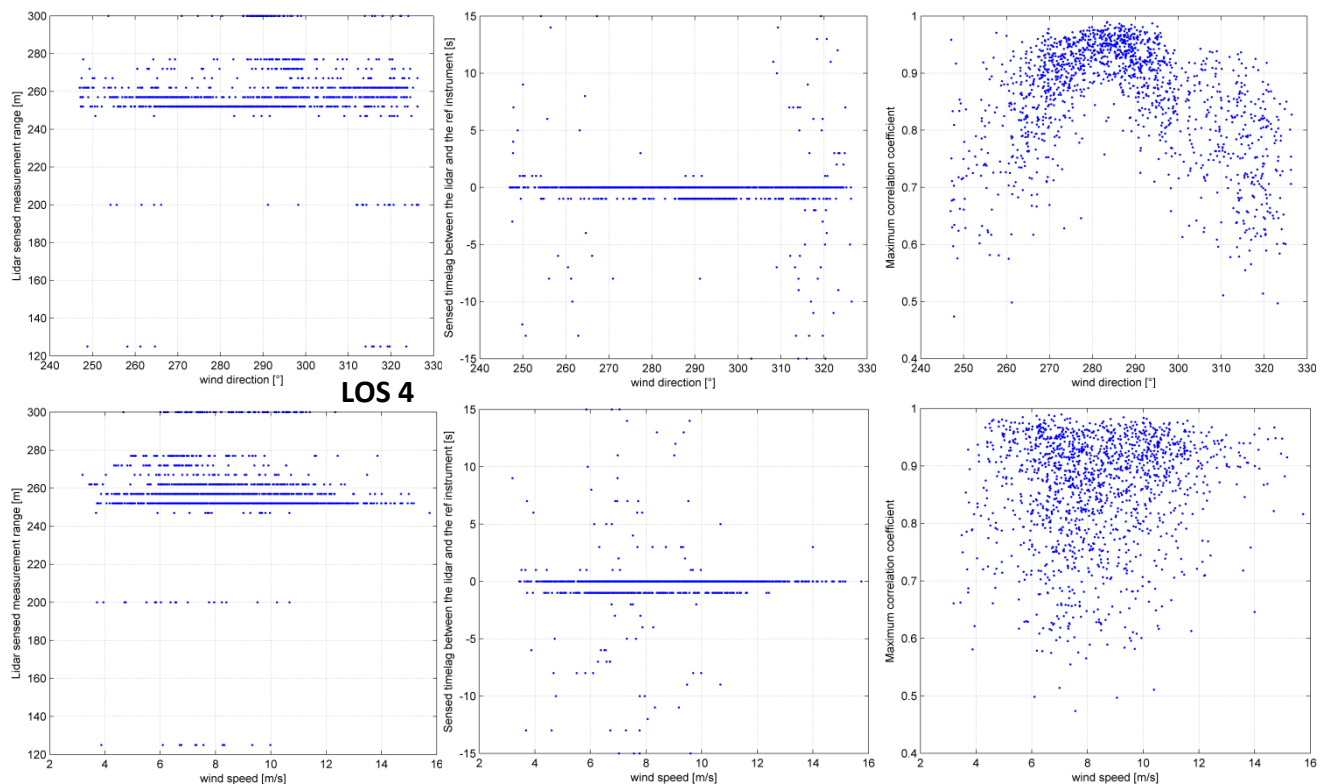 Lidar sensed measurement range [m]
300
280
260
240
220
200
180
160
140
120
240 250 260 270 280 290 300 310 320 330
wind direction [°]
Sensed timelag between the lidar and the ref instrument [s]
15
10
5
0
-5
-10
-15
240 250 260 270 280 290 300 310 320 330
wind direction [°]
Maximum correlation coefficient
1
0.9
0.8
0.7
0.6
0.5
0.4
240 250 260 270 280 290 300 310 320 330
wind direction [°]
LOS 4
Lidar sensed measurement range [m]
300
280
260
240
220
200
180
160
140
120
2 4 6 8 10 12 14 16
wind speed [m/s]
Sensed timelag between the lidar and the ref instrument [s]
15
10
5
0
-5
-10
-15
2 4 6 8 10 12 14 16
wind speed [m/s]
Maximum correlation coefficient
1
0.9
0.8
0.7
0.6
0.5
0.4
2 4 6 8 10 12 14 16
wind speed [m/s]